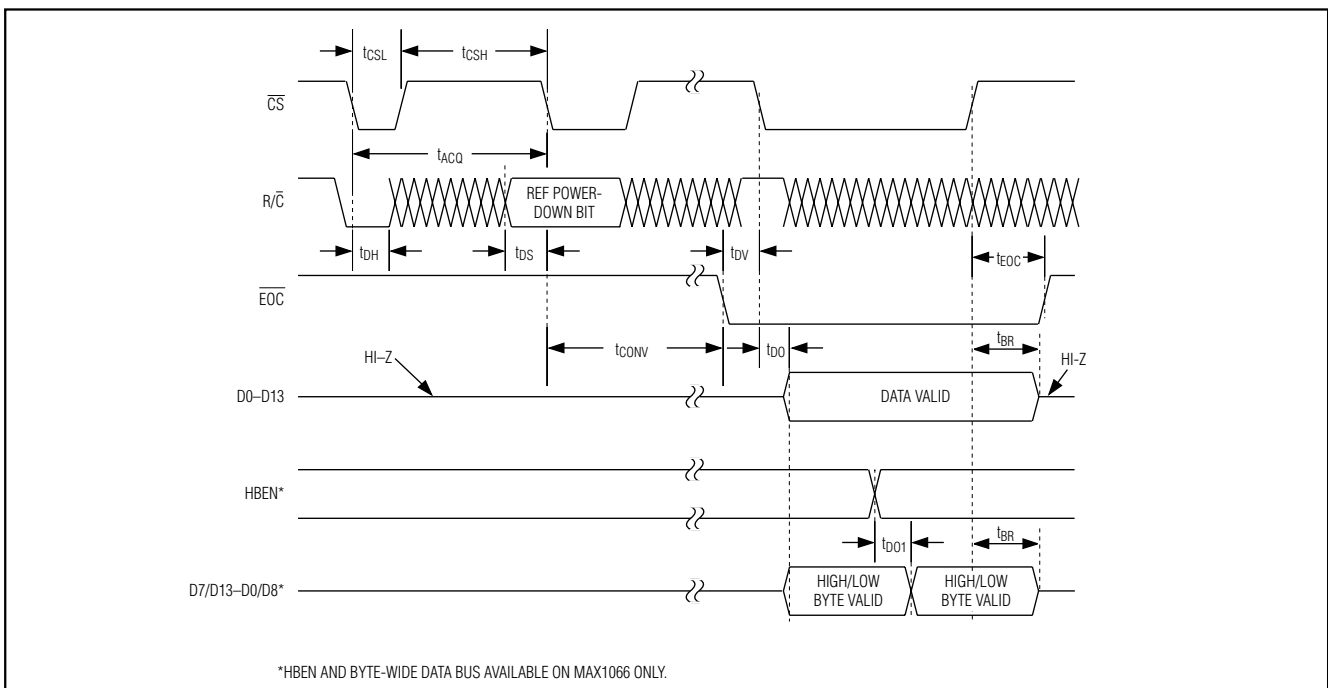 tCSL
tCSH
CS
tACQ
R/C
REF POWER-
DOWN BIT
tDH
tDS
tDV
tEOC
EOC
tCONV
tDO
tBR
HI–Z
HI-Z
D0–D13
DATA VALID
HBEN*
tDO1
tBR
D7/D13–D0/D8*
HIGH/LOW
BYTE VALID
HIGH/LOW
BYTE VALID
*HBEN AND BYTE-WIDE DATA BUS AVAILABLE ON MAX1066 ONLY.